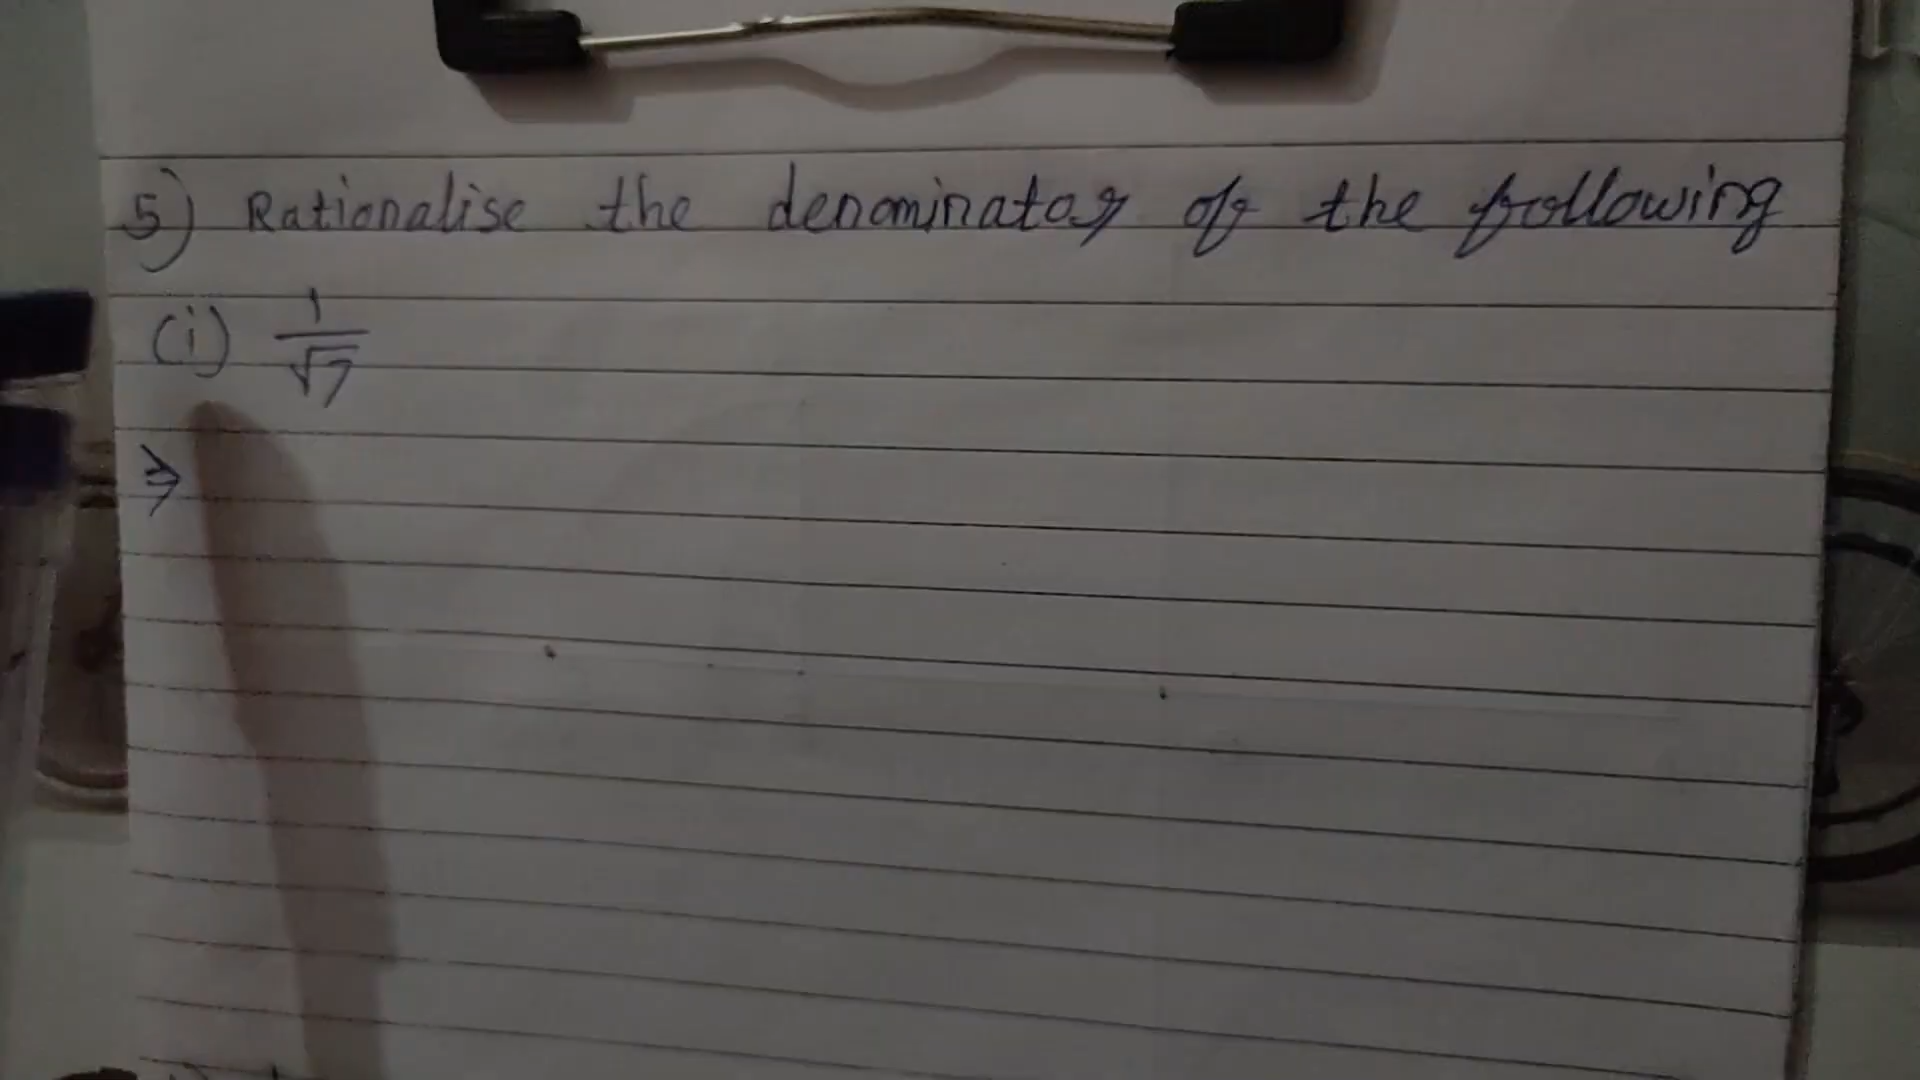 5) Rationalise the denominator of the following
(i) 1/√7
⇒